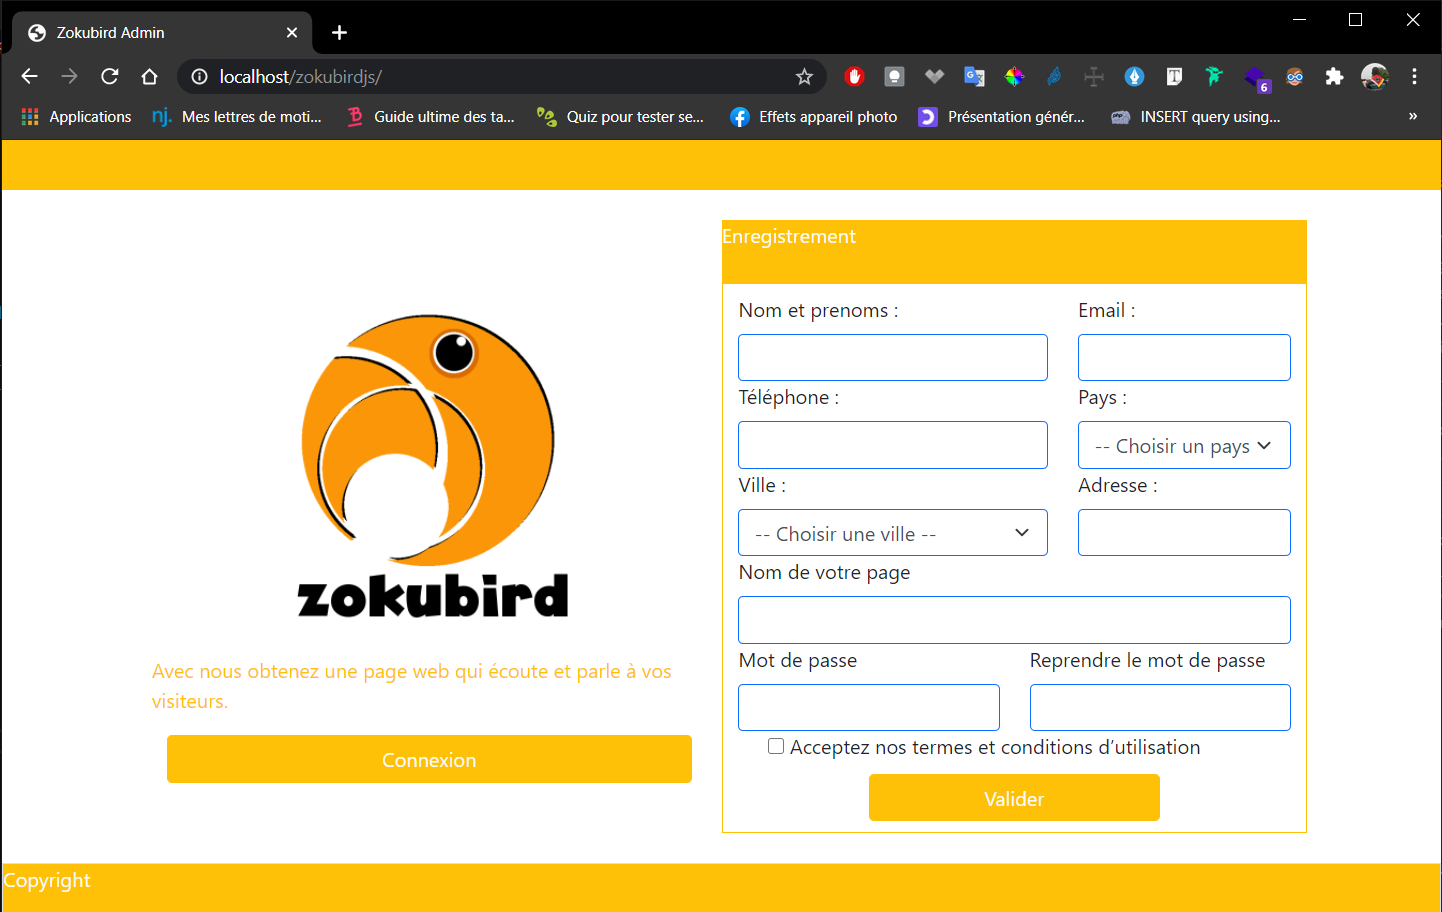 Zokubird Admin
localhost/zokubirdjs/
6
Applications
nj.
Mes lettres de moti...
Guide ultime des ta...
Quiz pour tester se...
Effets appareil photo
Présentation génér...
INSERT query using...
»
Enregistrement
Nom et prenoms :
Email :
Téléphone :
Pays :
-- Choisir un pays
Ville :
Adresse :
-- Choisir une ville --
Nom de votre page
Mot de passe
Reprendre le mot de passe
Acceptez nos termes et conditions d’utilisation
Valider
zokubird
Avec nous obtenez une page web qui écoute et parle à vos
visiteurs.
Connexion
Copyright